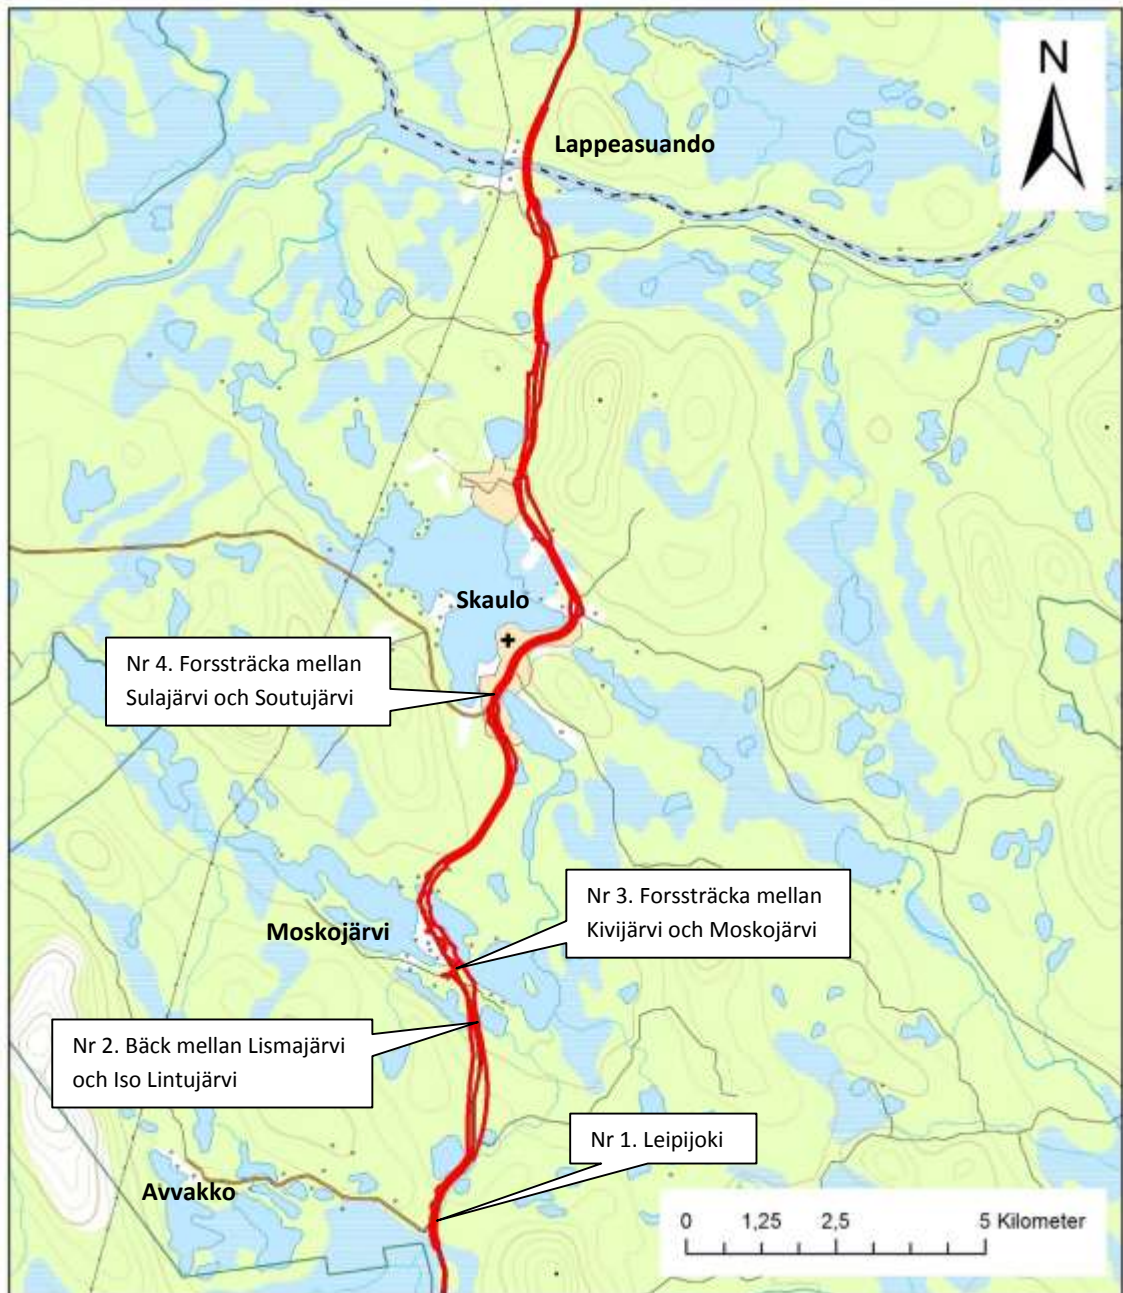 N
Lappeasuando
Skaulo
Nr 4. Forssträcka mellan
Sulajärvi och Soutujärvi
Nr 3. Forssträcka mellan
Kivijärvi och Moskojärvi
Moskojärvi
Nr 2. Bäck mellan Lismajärvi
och Iso Lintujärvi
Nr 1. Leipijoki
Avvakko
0 1,25 2,5 5 Kilometer